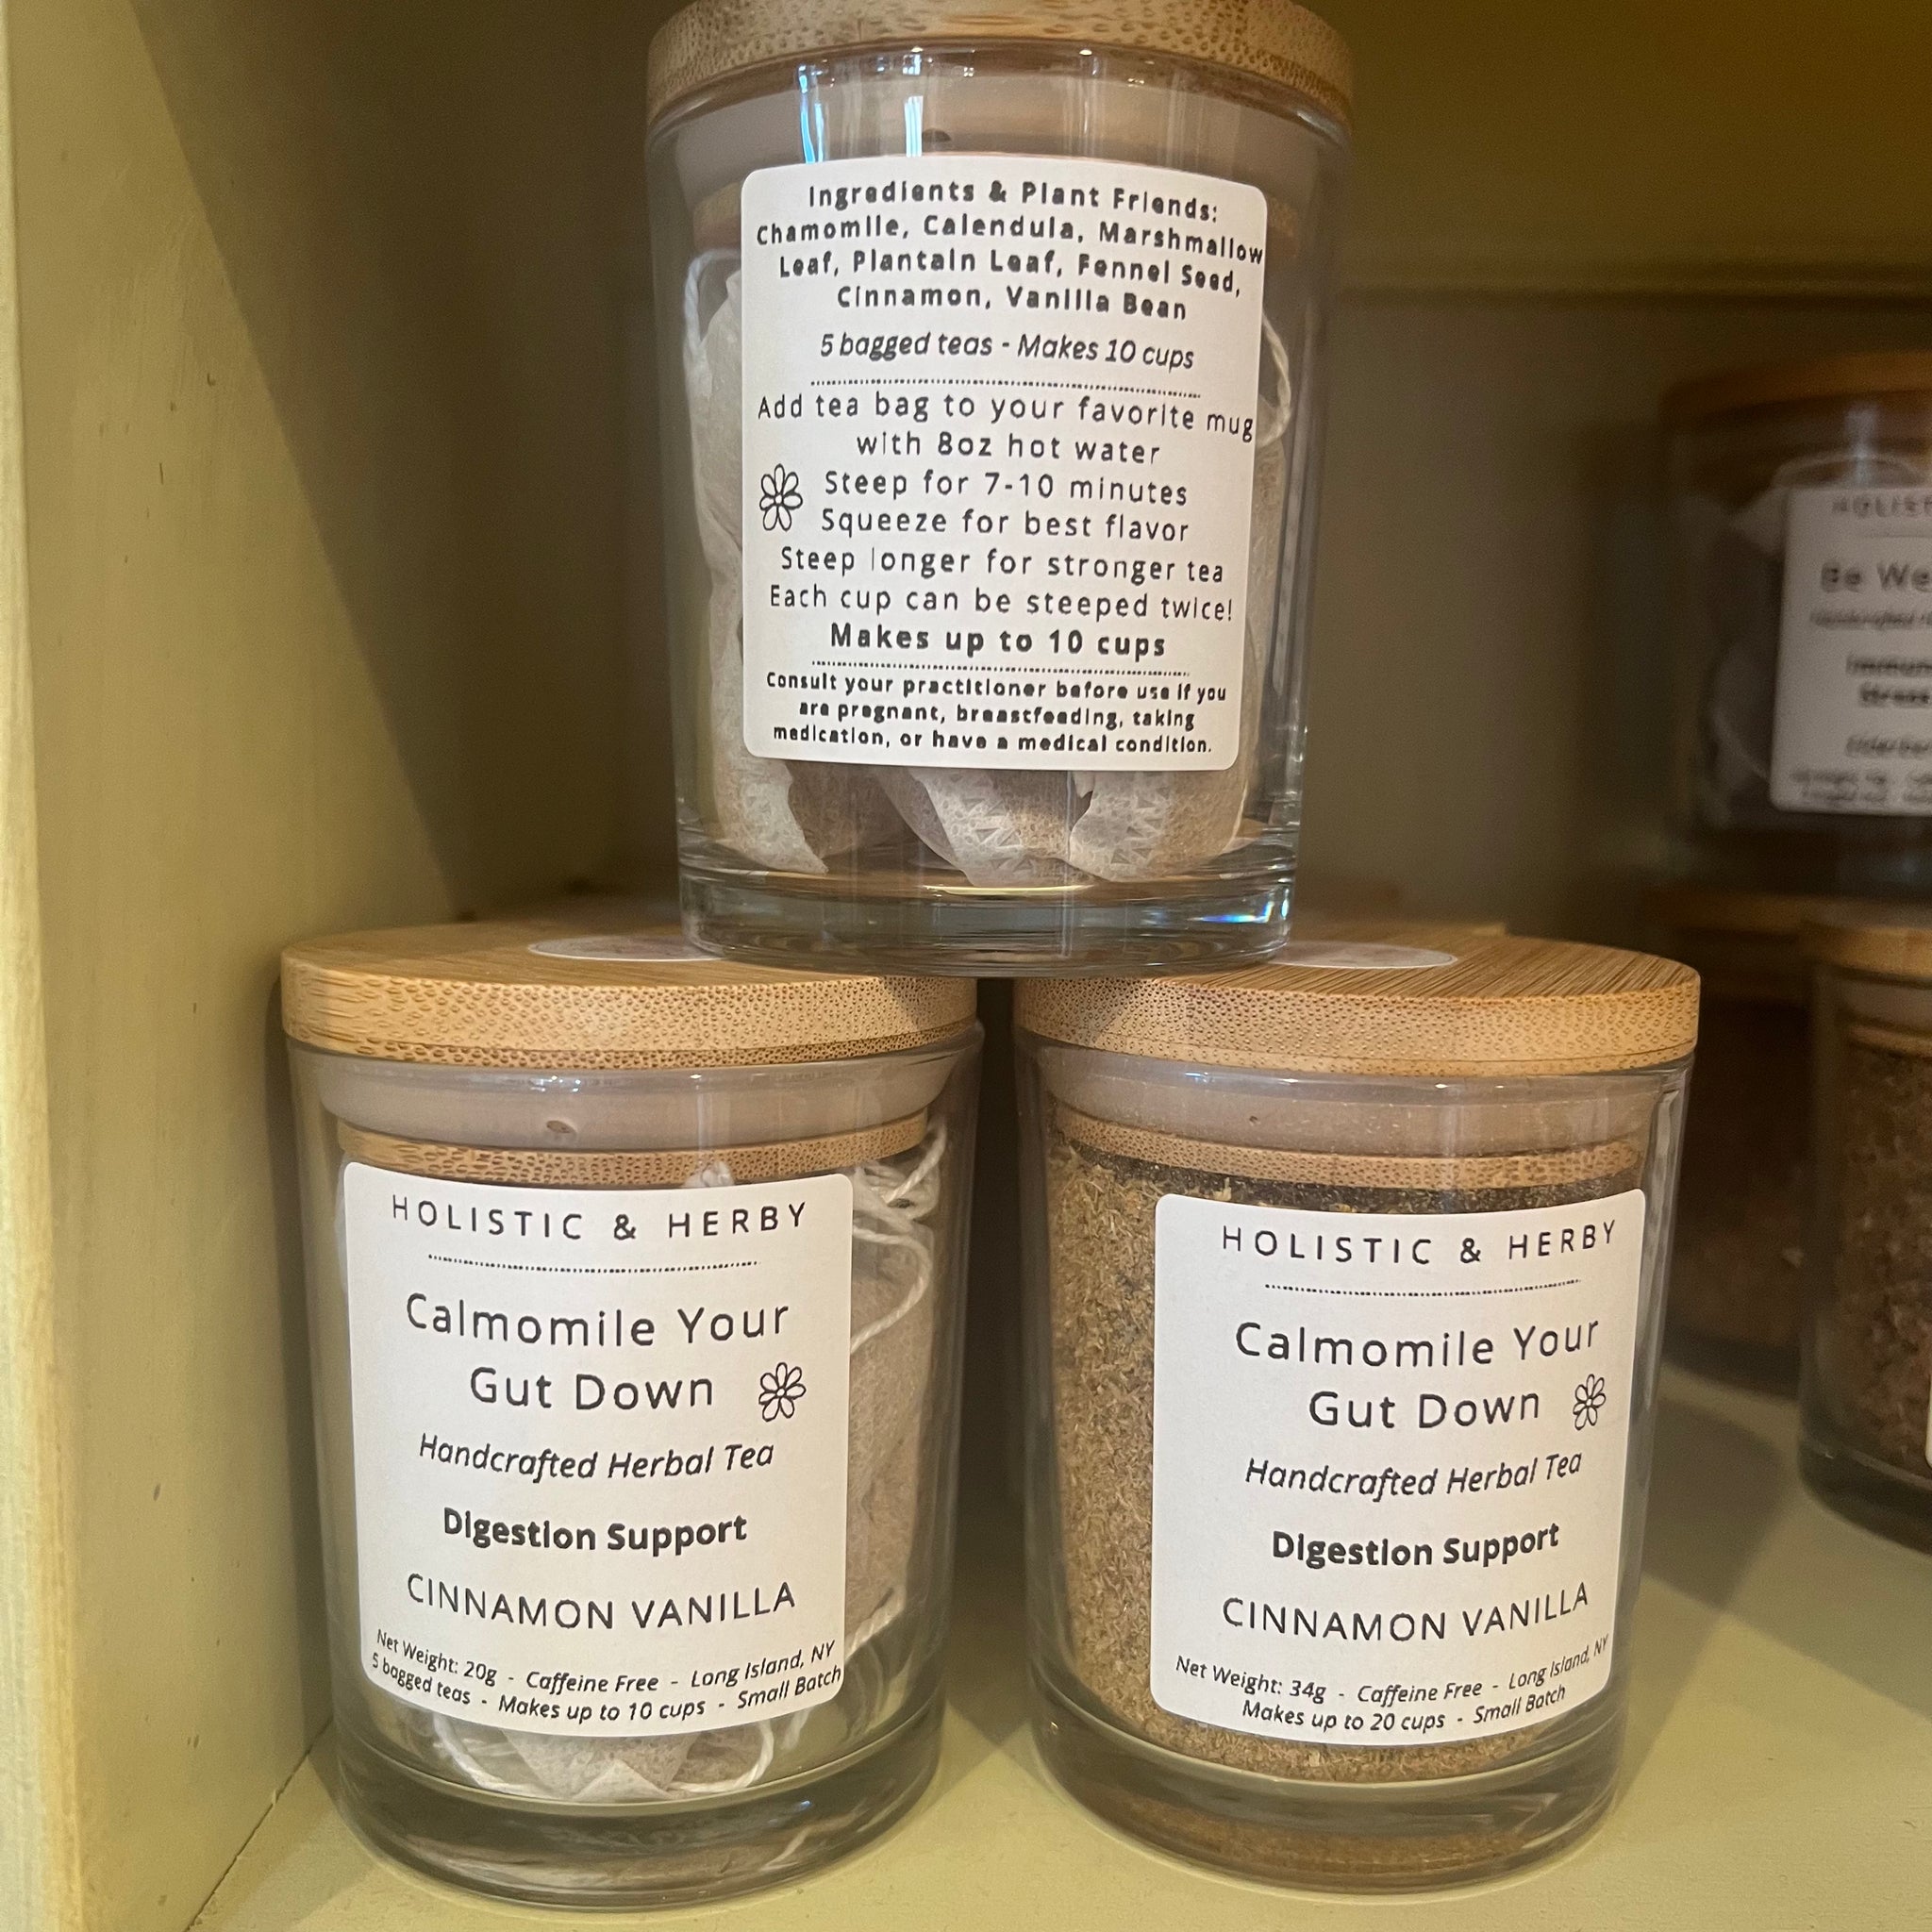 Ingredients & Plant Friends:
Chamomile, Calendula, Marshmallow
Leaf, Plantain Leaf, Fennel Seed,
Cinnamon, Vanilla Bean
5 bagged teas - Makes 10 cups
Add tea bag to your favorite mug
with 8oz hot water
Steep for 7-10 minutes
Squeeze for best flavor
Steep longer for stronger tea
Each cup can be steeped twice!
Makes up to 10 cups
Consult your practitioner before use if you
are pregnant, breastfeeding, taking
medication, or have a medical condition.
HOLISTIC & HERBY
Calmomile Your
Gut Down
Handcrafted Herbal Tea
Digestion Support
CINNAMON VANILLA
Net Weight: 20g - Caffeine Free - Long Island, NY
5 bagged teas - Makes up to 10 cups - Small Batch
HOLISTIC & HERBY
Calmomile Your
Gut Down
Handcrafted Herbal Tea
Digestion Support
CINNAMON VANILLA
Net Weight: 34g - Caffeine Free - Long Island, NY
Makes up to 20 cups - Small Batch
Be We